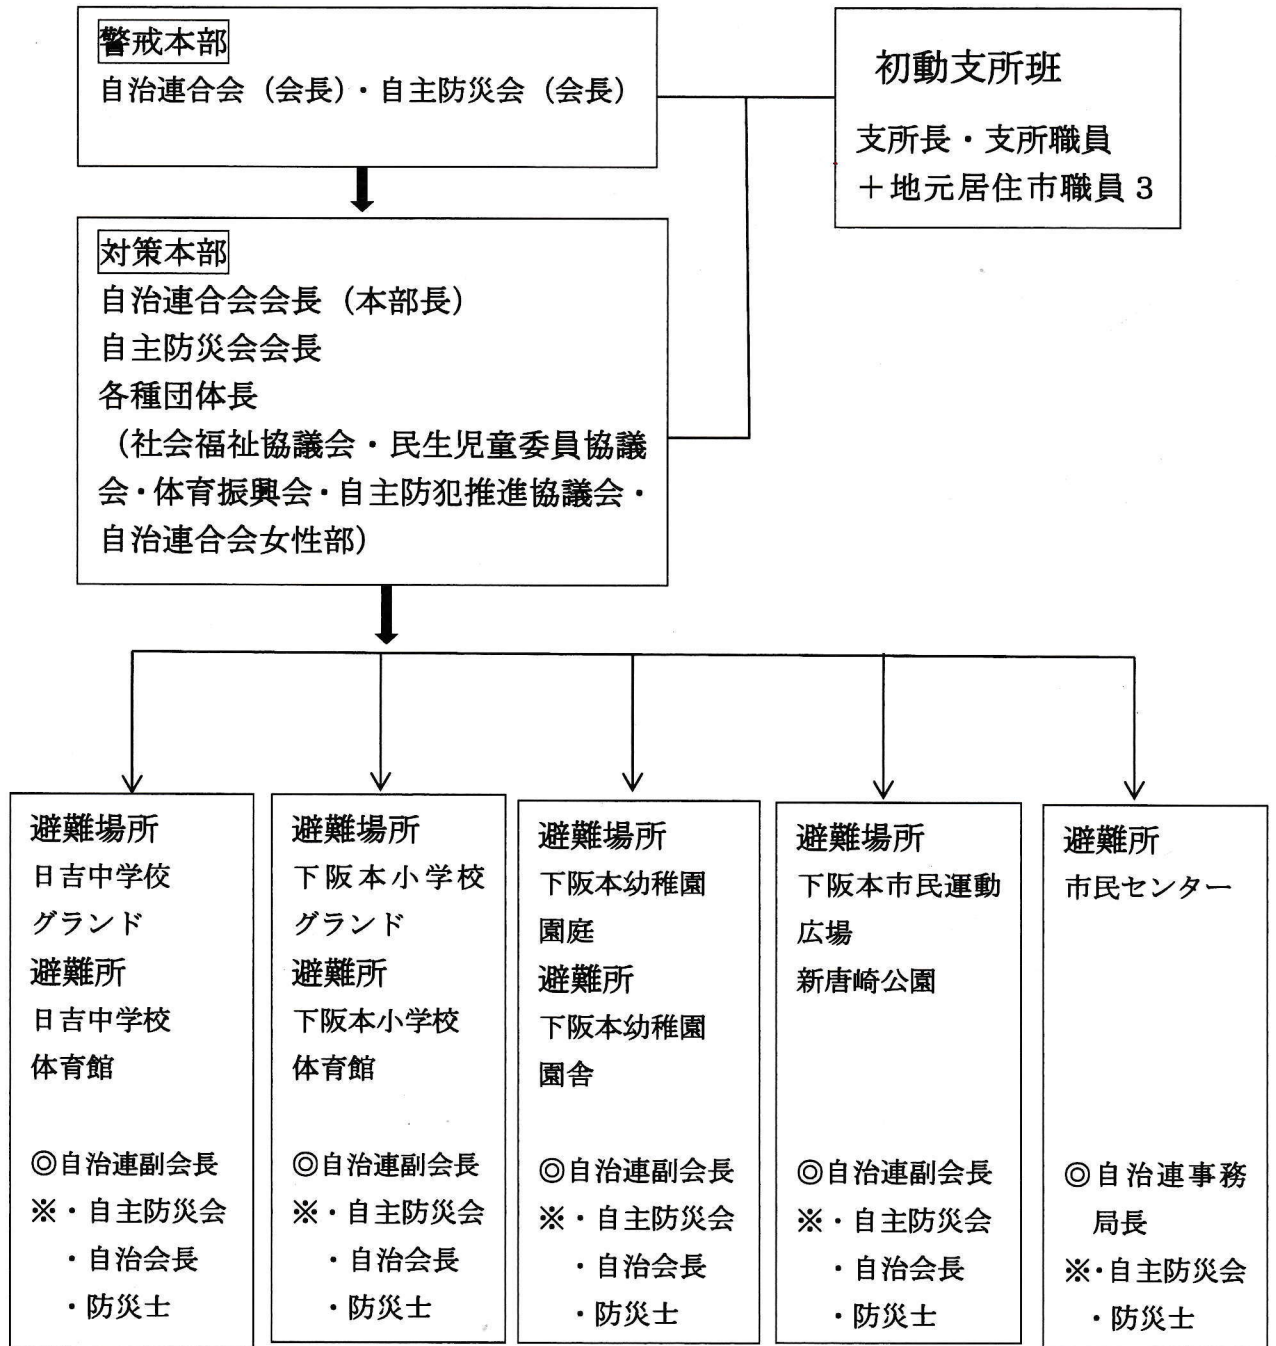 警戒本部
自治連合会（会長）・自主防災会（会長）
初動支所班
支所長・支所職員
＋地元居住市職員３
対策本部
自治連合会会長（本部長）
自主防災会会長
各種団体長
（社会福祉協議会・民生児童委員協議
会・体育振興会・自主防犯推進協議会・
自治連合会女性部）
避難場所
日吉中学校
グランド
避難所
日吉中学校
体育館
◎自治連副会長
※・自主防災会
・自治会長
・防災士
避難場所
下阪本小学校
グランド
避難所
下阪本小学校
体育館
◎自治連副会長
※・自主防災会
・自治会長
・防災士
避難場所
下阪本幼稚園
園庭
避難所
下阪本幼稚園
園舎
◎自治連副会長
※・自主防災会
・自治会長
・防災士
避難場所
下阪本市民運動
広場
新唐崎公園
◎自治連副会長
※・自主防災会
・自治会長
・防災士
避難所
市民センター
◎自治連事務
局長
※・自主防災会
・防災士